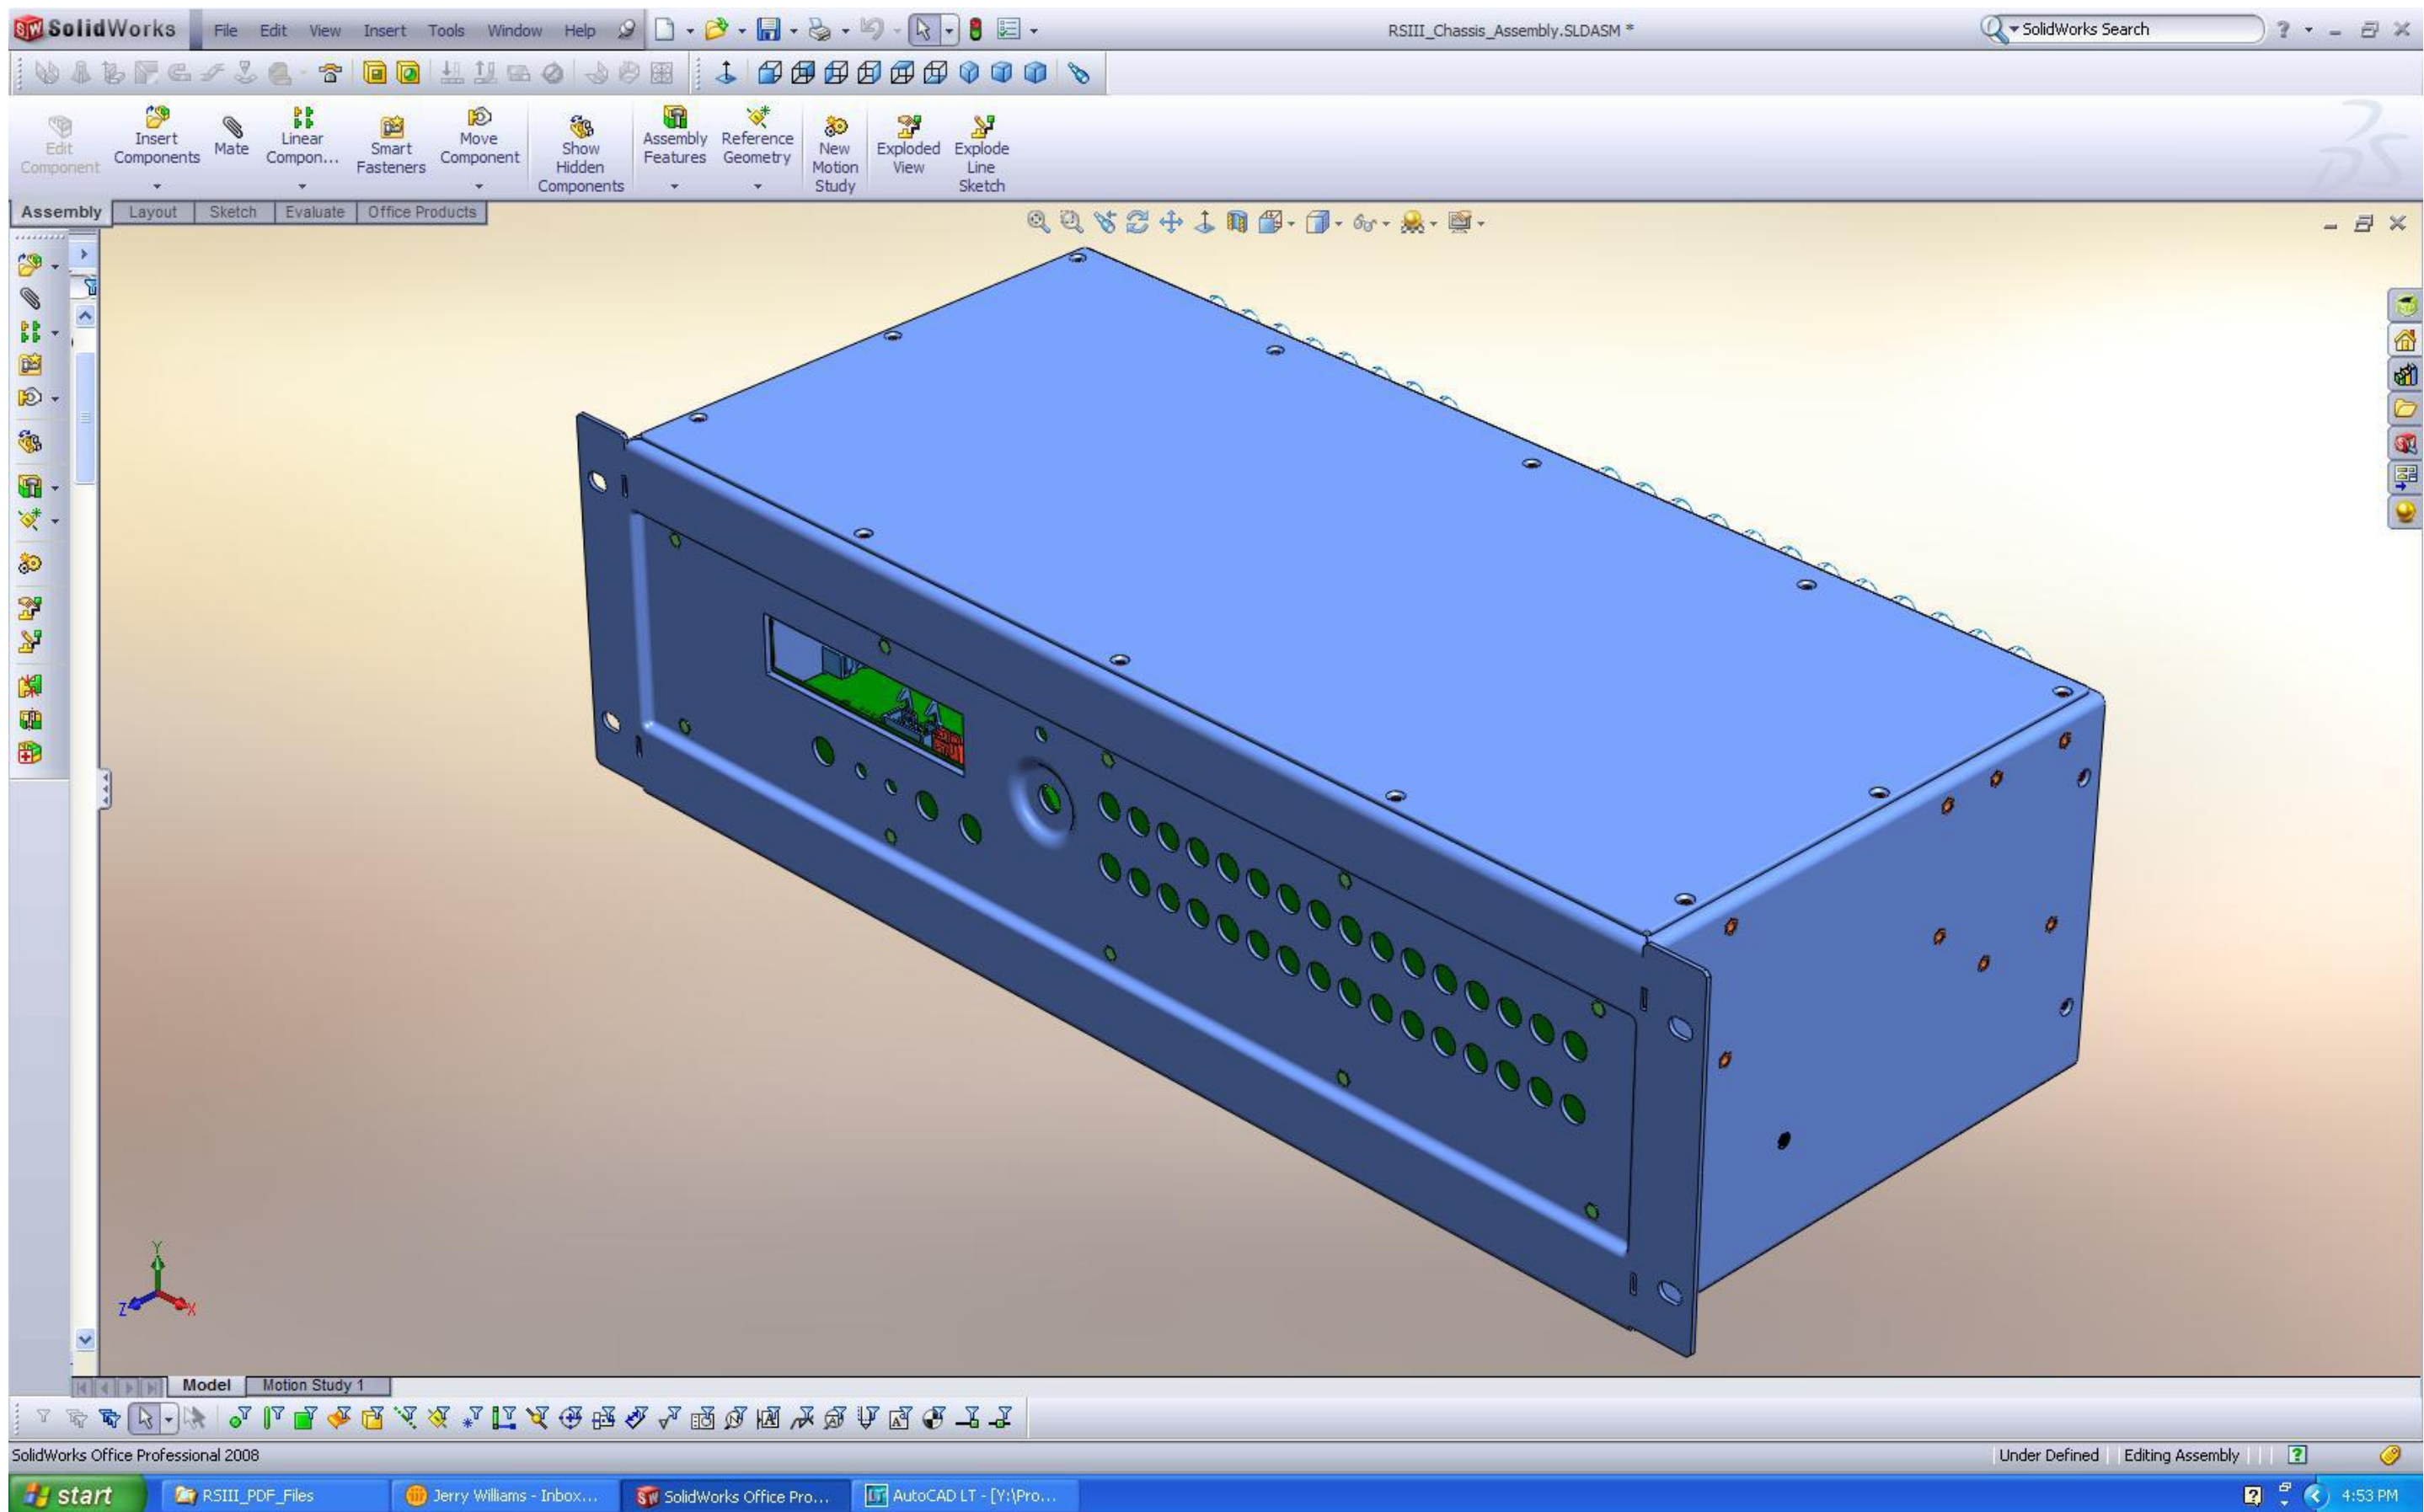 SolidWorks File Edit View Insert Tools Window Help RSIII_Chassis_Assembly.SLDASM * SolidWorks Search ?
Edit Component
Insert Components
Mate
Linear Compon...
Smart Fasteners
Move Component
Show Hidden Components
Assembly Features
Reference Geometry
New Motion Study
Exploded View
Explode Line Sketch
Assembly Layout Sketch Evaluate Office Products
Y
Z X
Model Motion Study 1
SolidWorks Office Professional 2008 Under Defined Editing Assembly ?
start RSIII_PDF_Files Jerry Williams - Inbox... SolidWorks Office Pro... AutoCAD LT - [Y:\Pro... 4:53 PM